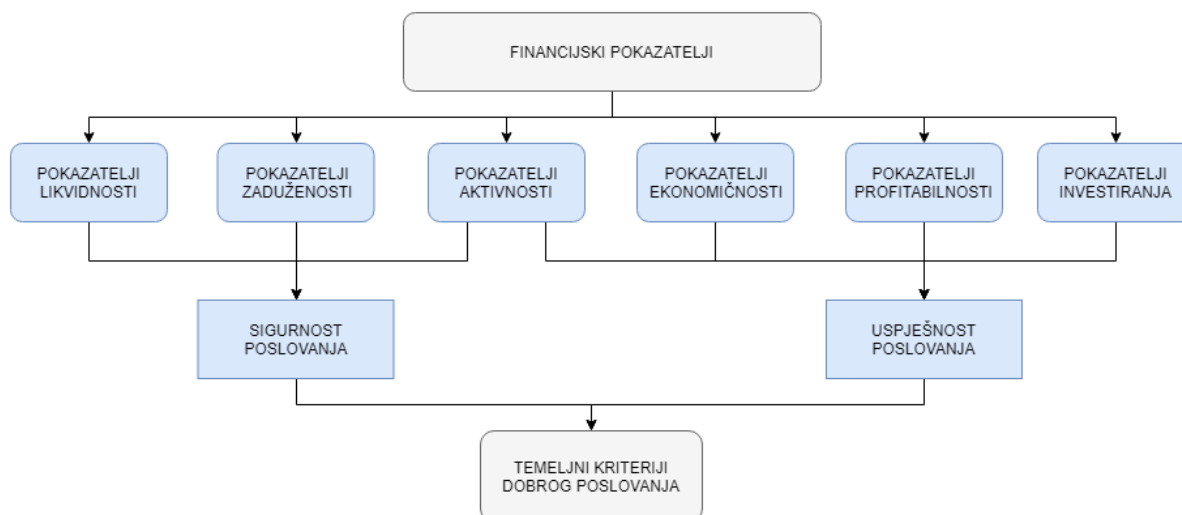 FINANCIJSKI POKAZATELJI
POKAZATELJI
LIKVIDNOSTI
POKAZATELJI
ZADUŽENOSTI
POKAZATELJI
AKTIVNOSTI
POKAZATELJI
EKONOMIČNOSTI
POKAZATELJI
PROFITABILNOSTI
POKAZATELJI
INVESTIRANJA
SIGURNOST
POSLOVANJA
USPJEŠNOST
POSLOVANJA
TEMELJNI KRITERIJI
DOBROG POSLOVANJA